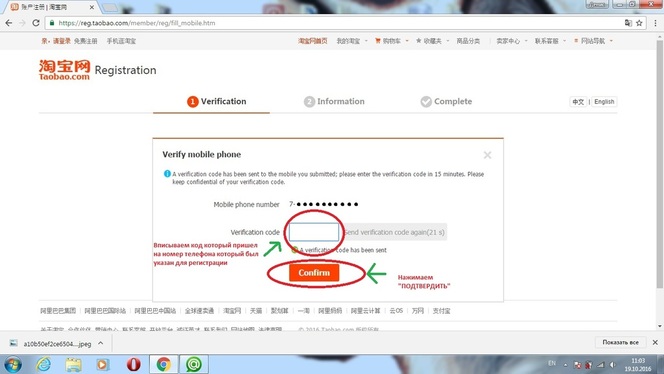 账户注册 | 淘宝网
https://reg.taobao.com/member/reg/fill_mobile.htm
亲，请登录 免费注册 手机逛淘宝
淘宝网首页 我的淘宝 购物车 收藏夹 商品分类 | 卖家中心 联系客服 网站导航
淘宝网
Taobao.com
Registration
1 Verification
2 Information
Complete
中文 | English
Verify mobile phone
A verification code has been sent to the mobile you submitted; please enter the verification code in 15 minutes. Please
keep confidential of your verification code.
Mobile phone number 7-
Verification code
Send verification code again(21 s)
A verification code has been sent
Вписываем код который пришел
на номер телефона который был
указан для регистрации
Confirm
Нажимаем
"ПОДТВЕРДИТЬ"
阿里巴巴集团 | 阿里巴巴国际站 | 阿里巴巴中国站 | 全球速卖通 | 淘宝网 | 天猫 | 聚划算 | 一淘 | 阿里妈妈 | 阿里云计算 | 云OS | 万网 | 支付宝
© 2016 Taobao.com 版权所有
a10b50ef2ce6504....jpeg
Показать все
EN
11:03
19.10.2016